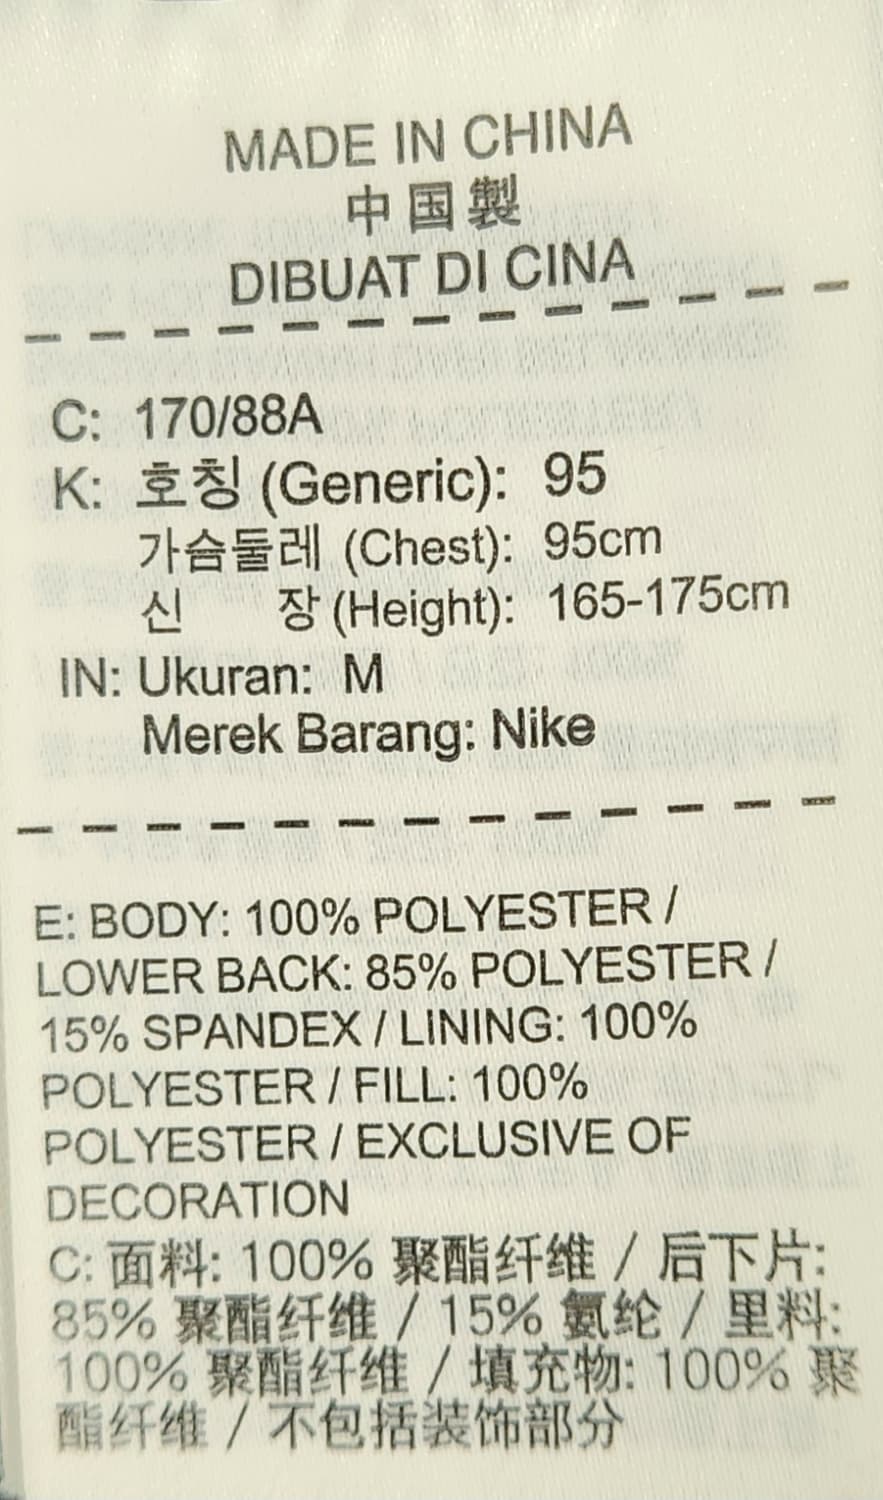 MADE IN CHINA
中国製
DIBUAT DI CINA
C: 170/88A
K: 호칭 (Generic): 95
가슴둘레 (Chest): 95cm
신 장 (Height): 165-175cm
IN: Ukuran: M
Merek Barang: Nike
E: BODY: 100% POLYESTER /
LOWER BACK: 85% POLYESTER /
15% SPANDEX / LINING: 100%
POLYESTER / FILL: 100%
POLYESTER / EXCLUSIVE OF
DECORATION
C: 面料: 100% 聚酯纤维 / 后下片:
85% 聚酯纤维 / 15% 氨纶 / 里料:
100% 聚酯纤维 / 填充物: 100% 聚
酯纤维 / 不包括装饰部分